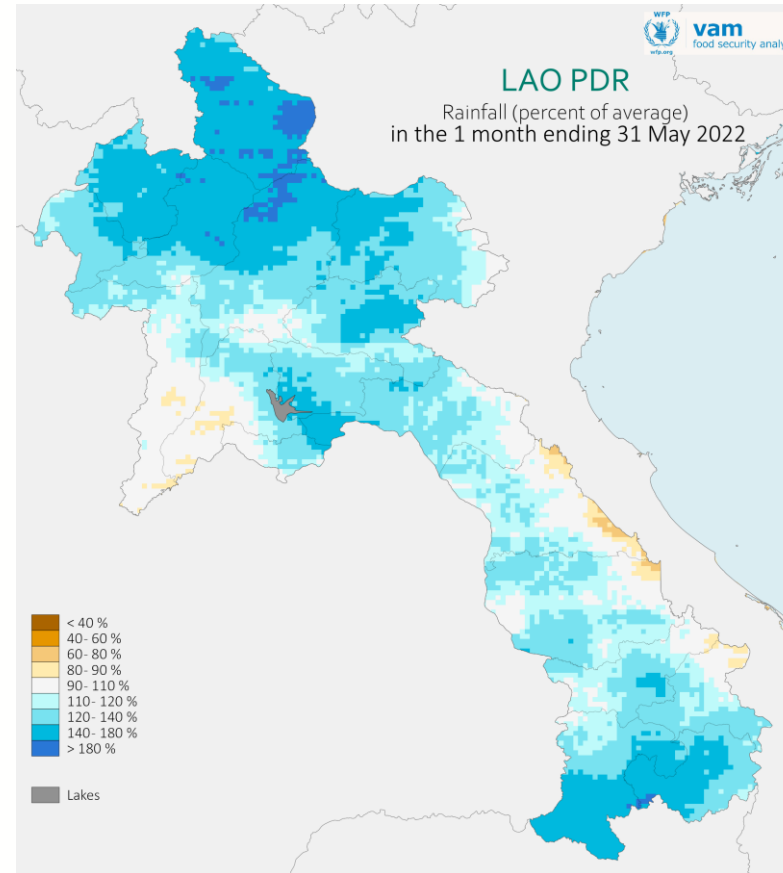 WFP
wfp.org
vam
food security analy
LAO PDR
Rainfall (percent of average)
in the 1 month ending 31 May 2022
< 40 %
40- 60 %
60- 80 %
80- 90 %
90- 110 %
110- 120 %
120- 140 %
140- 180 %
> 180 %
Lakes